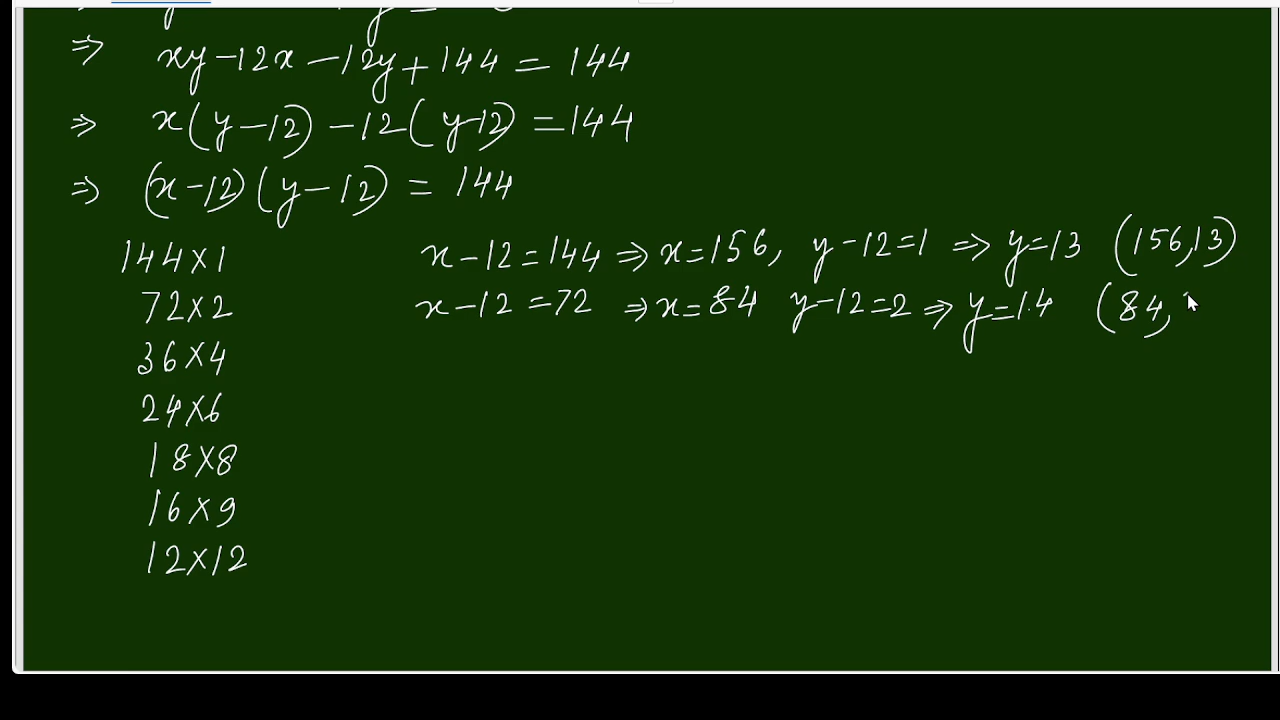 ⇒ xy-12x-12y+144=144
⇒ x(y-12)-12(y-12)=144
⇒ (x-12)(y-12)=144
144×1 x-12=144⇒x=156, y-12=1 ⇒y=13 (156,13)
72×2 x-12=72 ⇒x=84 y-12=2⇒y=14 (84,
36×4
24×6
18×8
16×9
12×12